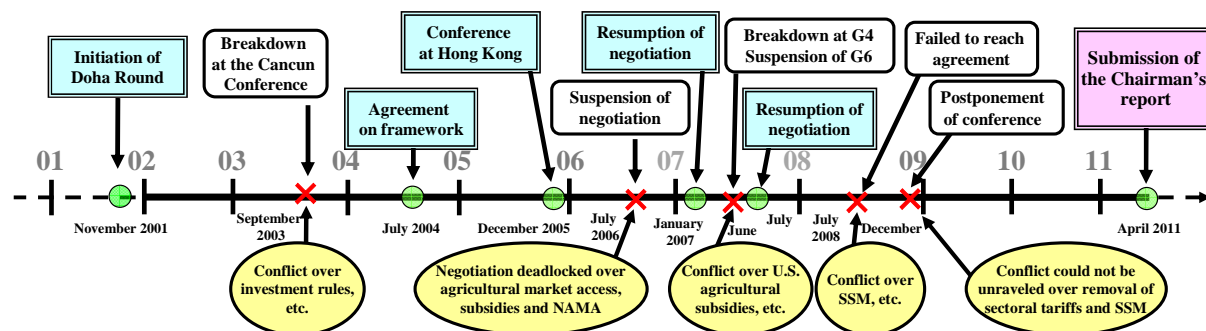 Initiation of
Doha Round
Breakdown
at the Cancun
Conference
Agreement
on framework
Conference
at Hong Kong
Suspension of
negotiation
Resumption of
negotiation
Breakdown at G4
Suspension of G6
Resumption of
negotiation
Failed to reach
agreement
Postponement
of conference
Submission of
the Chairman's
report
01
02
03
04
05
06
07
08
09
10
11
November 2001
September
2003
July 2004
December 2005
July
2006
January
2007
June
July
July
2008
December
April 2011
Conflict over
investment rules,
etc.
Negotiation deadlocked over
agricultural market access,
subsidies and NAMA
Conflict over U.S.
agricultural
subsidies, etc.
Conflict over
SSM, etc.
Conflict could not be
unraveled over removal of
sectoral tariffs and SSM